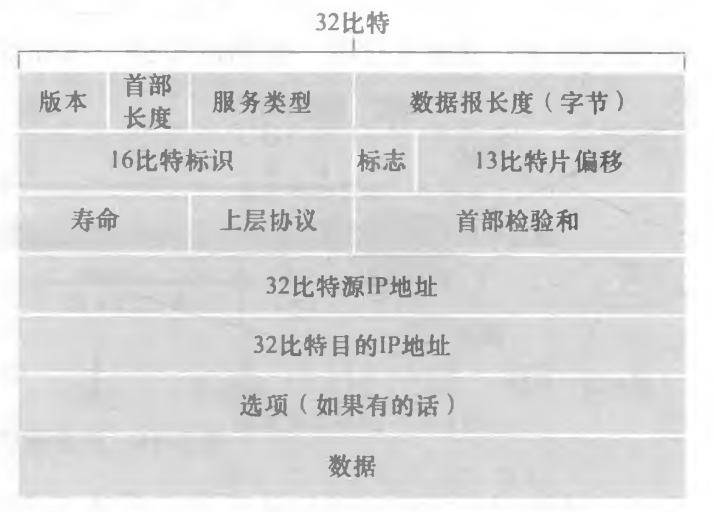 32比特
版本 首部长度 服务类型 数据报长度（字节）
16比特标识 标志 13比特片偏移
寿命 上层协议 首部检验和
32比特源IP地址
32比特目的IP地址
选项（如果有的话）
数据